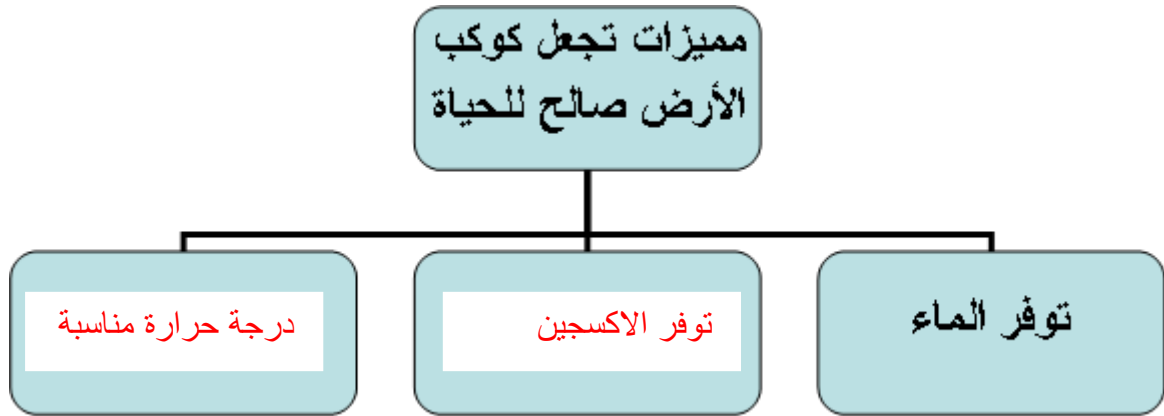 مميزات تجعل كوكب
الأرض صالح للحياة
توفر الماء
توفر الاكسجين
درجة حرارة مناسبة